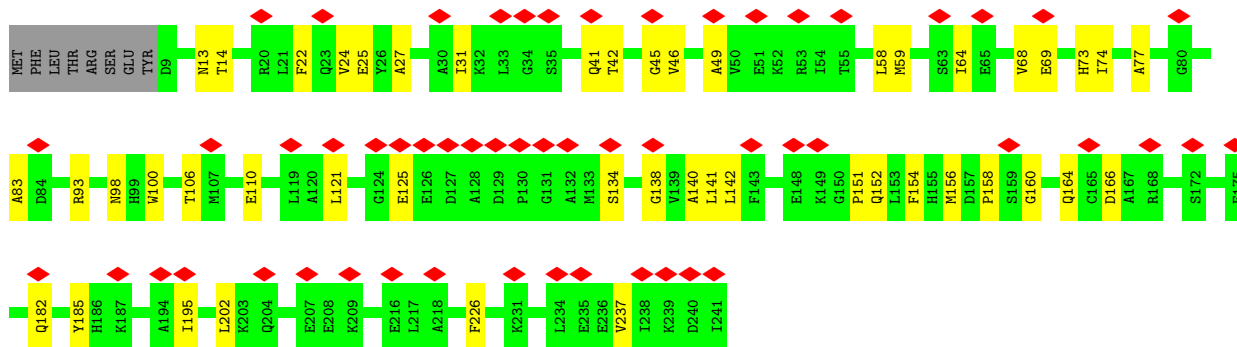 MET PHE LEU THR ARG SER GLU TYR D9 N13 T14 R20 L21 F22 Q23 V24 E25 Y26 A27 A30 I31 K32 L33 G34 S35 Q41 T42 G45 V46 A49 V50 E51 K52 R53 I54 T55 L58 M59 S63 I64 E65 V68 E69 H73 I74 A77 G80
A83 D84 R93 N98 H99 W100 T106 M107 E110 L119 A120 L121 G124 E125 E126 D127 A128 D129 P130 G131 A132 M133 S134 G138 V139 A140 L141 L142 F143 E148 K149 G150 P151 Q152 L153 F154 H155 M156 D157 P158 S159 G160 Q164 C165 D166 A167 R168 S172
Q182 Y185 H186 K187 A194 I195 L202 K203 Q204 E207 E208 K209 E216 L217 A218 F226 K231 L234 E235 E236 V237 I238 K239 D240 I241